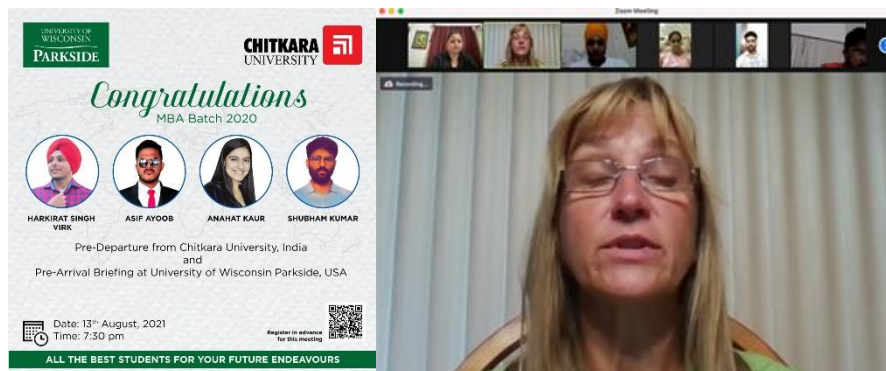 UNIVERSITY OF
WISCONSIN
PARKSIDE
CHITKARA
UNIVERSITY
Congratulations
MBA Batch 2020
HARKIRAT SINGH
VIRK
ASIF AYOOB
ANAHAT KAUR
SHUBHAM KUMAR
Pre-Departure from Chitkara University, India
and
Pre-Arrival Briefing at University of Wisconsin Parkside, USA
Date: 13th August, 2021
Time: 7:30 pm
Register in advance
for this meeting
ALL THE BEST STUDENTS FOR YOUR FUTURE ENDEAVOURS
Zoom Meeting
Recording...